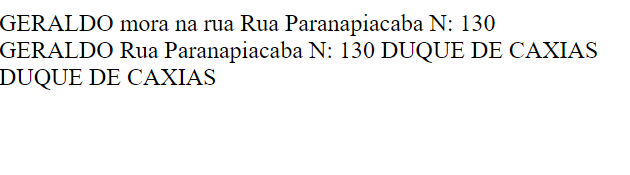 GERALDO mora na rua Rua Paranapiacaba N: 130
GERALDO Rua Paranapiacaba N: 130 DUQUE DE CAXIAS
DUQUE DE CAXIAS